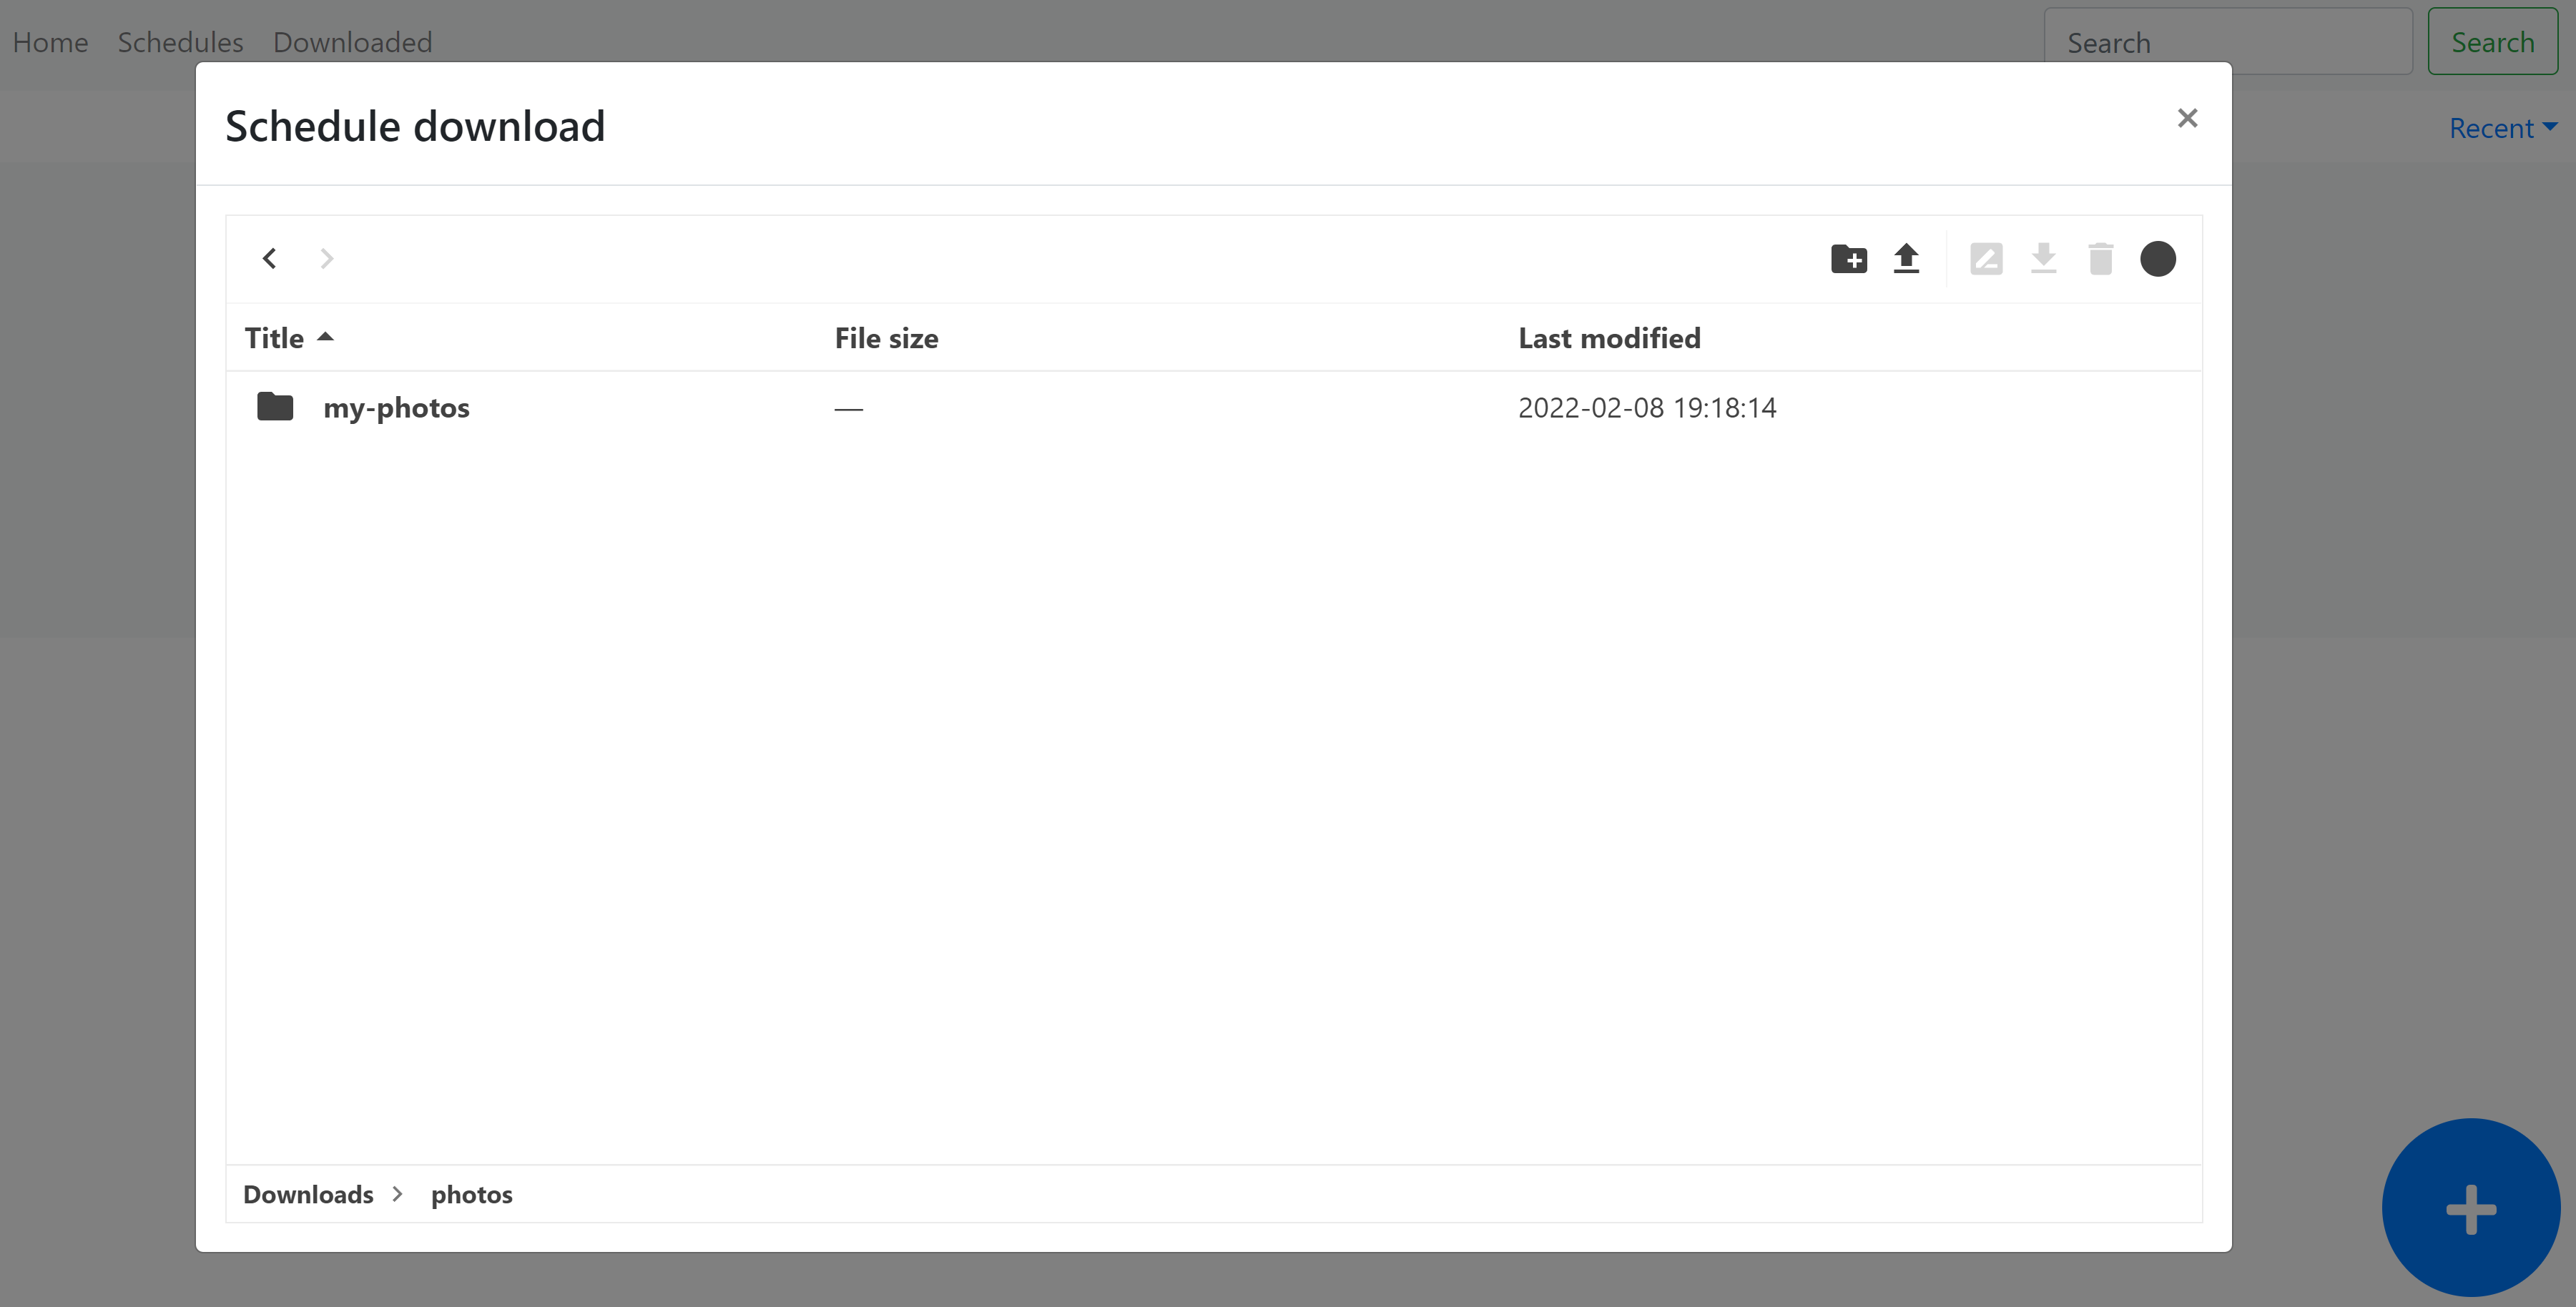 Home Schedules Downloaded Search Search
Schedule download
Recent
Title File size Last modified
my-photos — 2022-02-08 19:18:14
Downloads photos